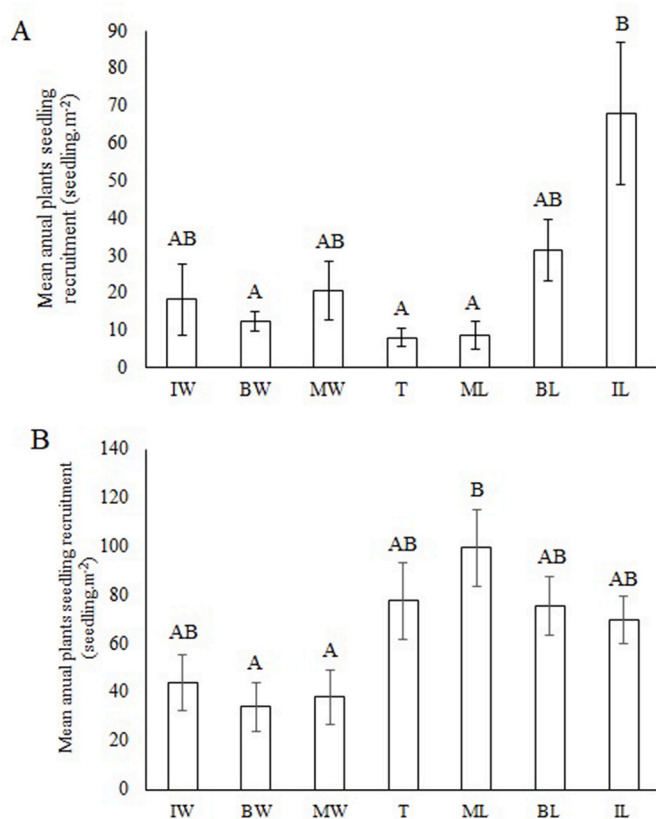 A
Mean anual plants seedling
recruitment (seedling.m⁻²)
90
80
70
60
50
40
30
20
10
0
AB
A
AB
A
A
AB
B
IW BW MW T ML BL IL
B
Mean anual plants seedling recruitment
(seedling.m⁻²)
140
120
100
80
60
40
20
0
AB
A
A
AB
B
AB
AB
IW BW MW T ML BL IL